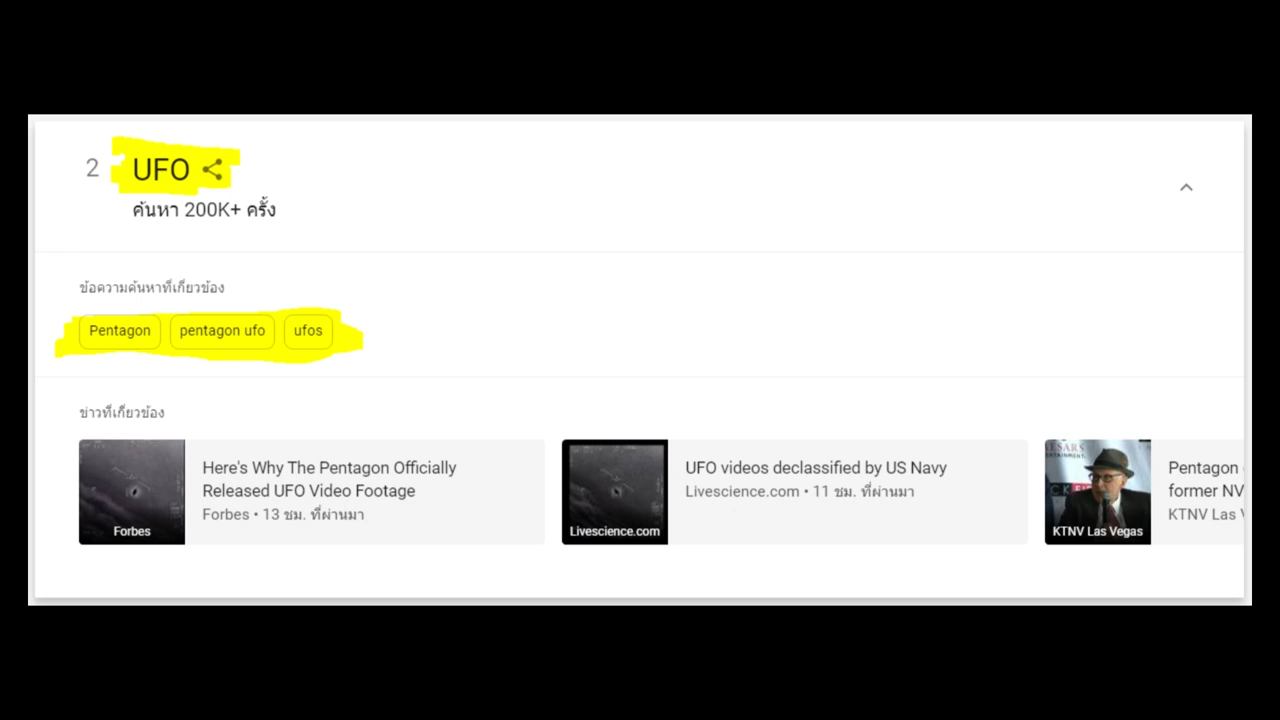 2 UFO
ค้นหา 200K+ ครั้ง
ข้อความค้นหาที่เกี่ยวข้อง
Pentagon pentagon ufo ufos
ข่าวที่เกี่ยวข้อง
Here's Why The Pentagon Officially
Released UFO Video Footage
Forbes • 13 ชม. ที่ผ่านมา
Forbes
UFO videos declassified by US Navy
Livescience.com • 11 ชม. ที่ผ่านมา
Livescience.com
ESARS
ERTAINMENT.
CK
Pentagon
former NV
KTNV Las V
KTNV Las Vegas